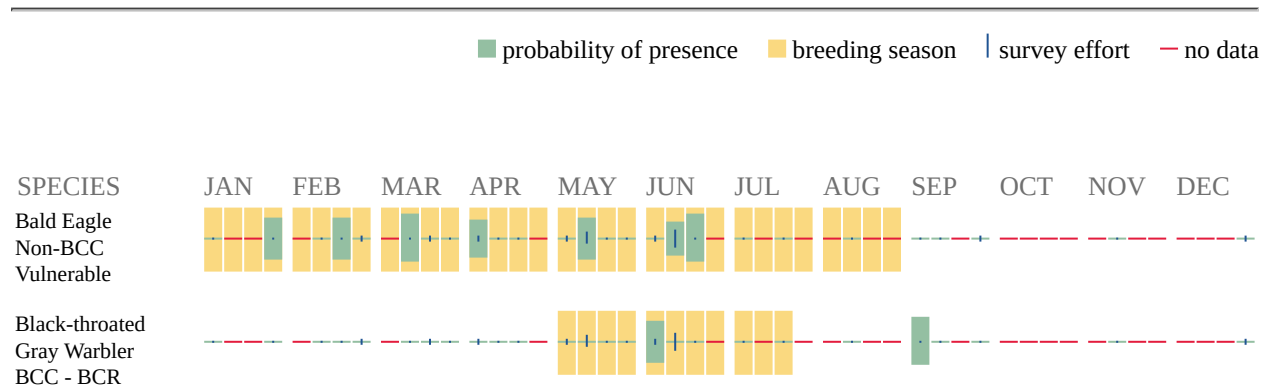 probability of presence breeding season survey effort no data
SPECIES JAN FEB MAR APR MAY JUN JUL AUG SEP OCT NOV DEC
Bald Eagle
Non-BCC
Vulnerable
Black-throated
Gray Warbler
BCC - BCR